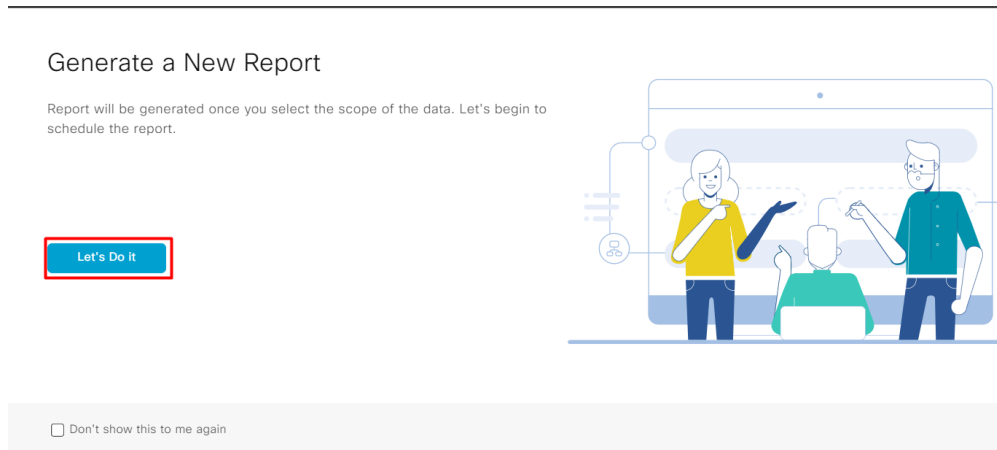 Generate a New Report
Report will be generated once you select the scope of the data. Let's begin to
schedule the report.
Let's Do it
Don't show this to me again